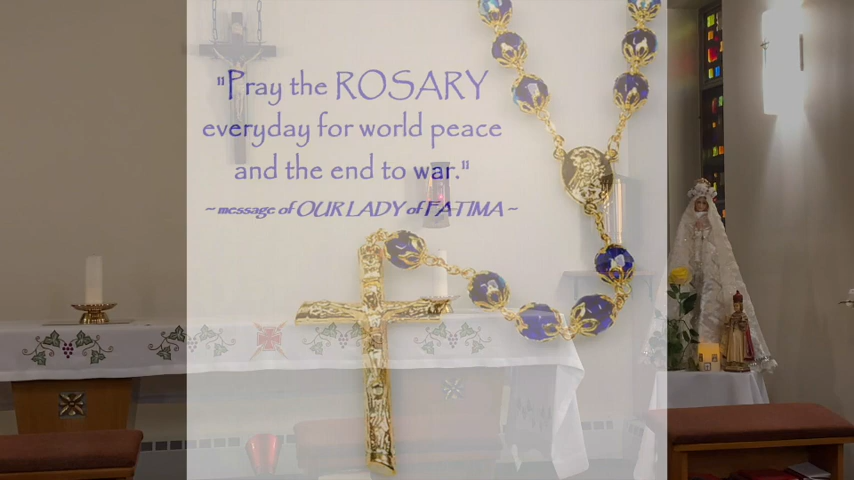 "Pray the ROSARY
everyday for world peace
and the end to war."
~ message of OUR LADY of FATIMA ~